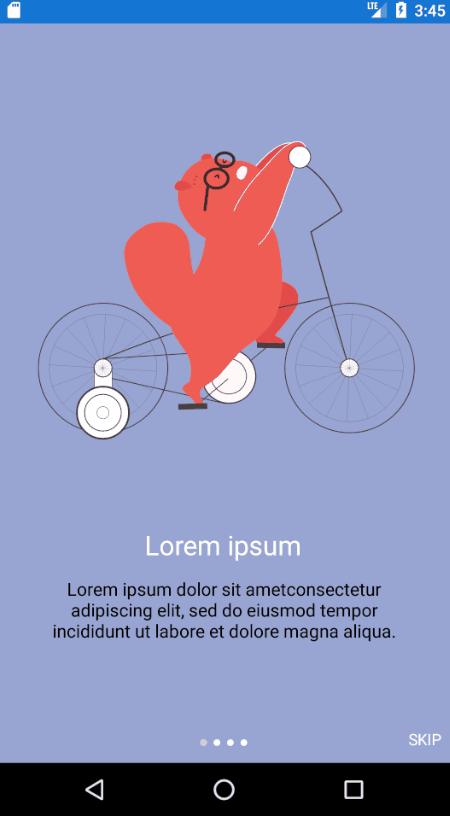 LTE 3:45
Lorem ipsum
Lorem ipsum dolor sit ametconsectetur
adipiscing elit, sed do eiusmod tempor
incididunt ut labore et dolore magna aliqua.
SKIP